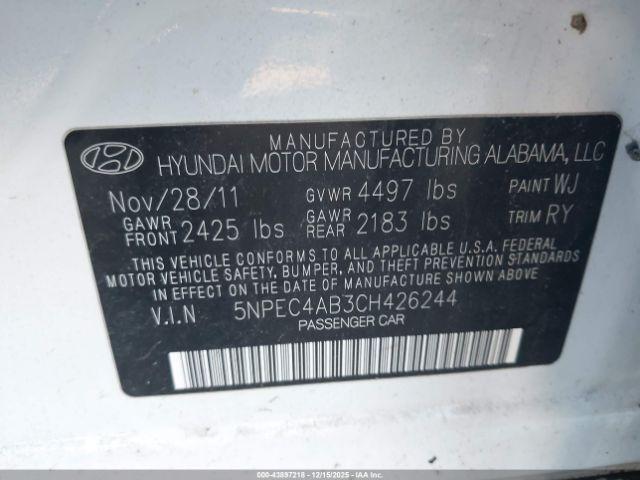 MANUFACTURED BY
HYUNDAI MOTOR MANUFACTURING ALABAMA, LLC
Nov/28/11 GVWR 4497 lbs PAINT WJ
GAWR FRONT 2425 lbs GAWR REAR 2183 lbs TRIM RY
THIS VEHICLE CONFORMS TO ALL APPLICABLE U.S.A. FEDERAL
MOTOR VEHICLE SAFETY, BUMPER, AND THEFT PREVENTION STANDARDS
IN EFFECT ON THE DATE OF MANUFACTURE SHOWN ABOVE.
V.I.N 5NPEC4AB3CH426244
PASSENGER CAR
000-43897218 - 12/15/2025 - IAAI.COM